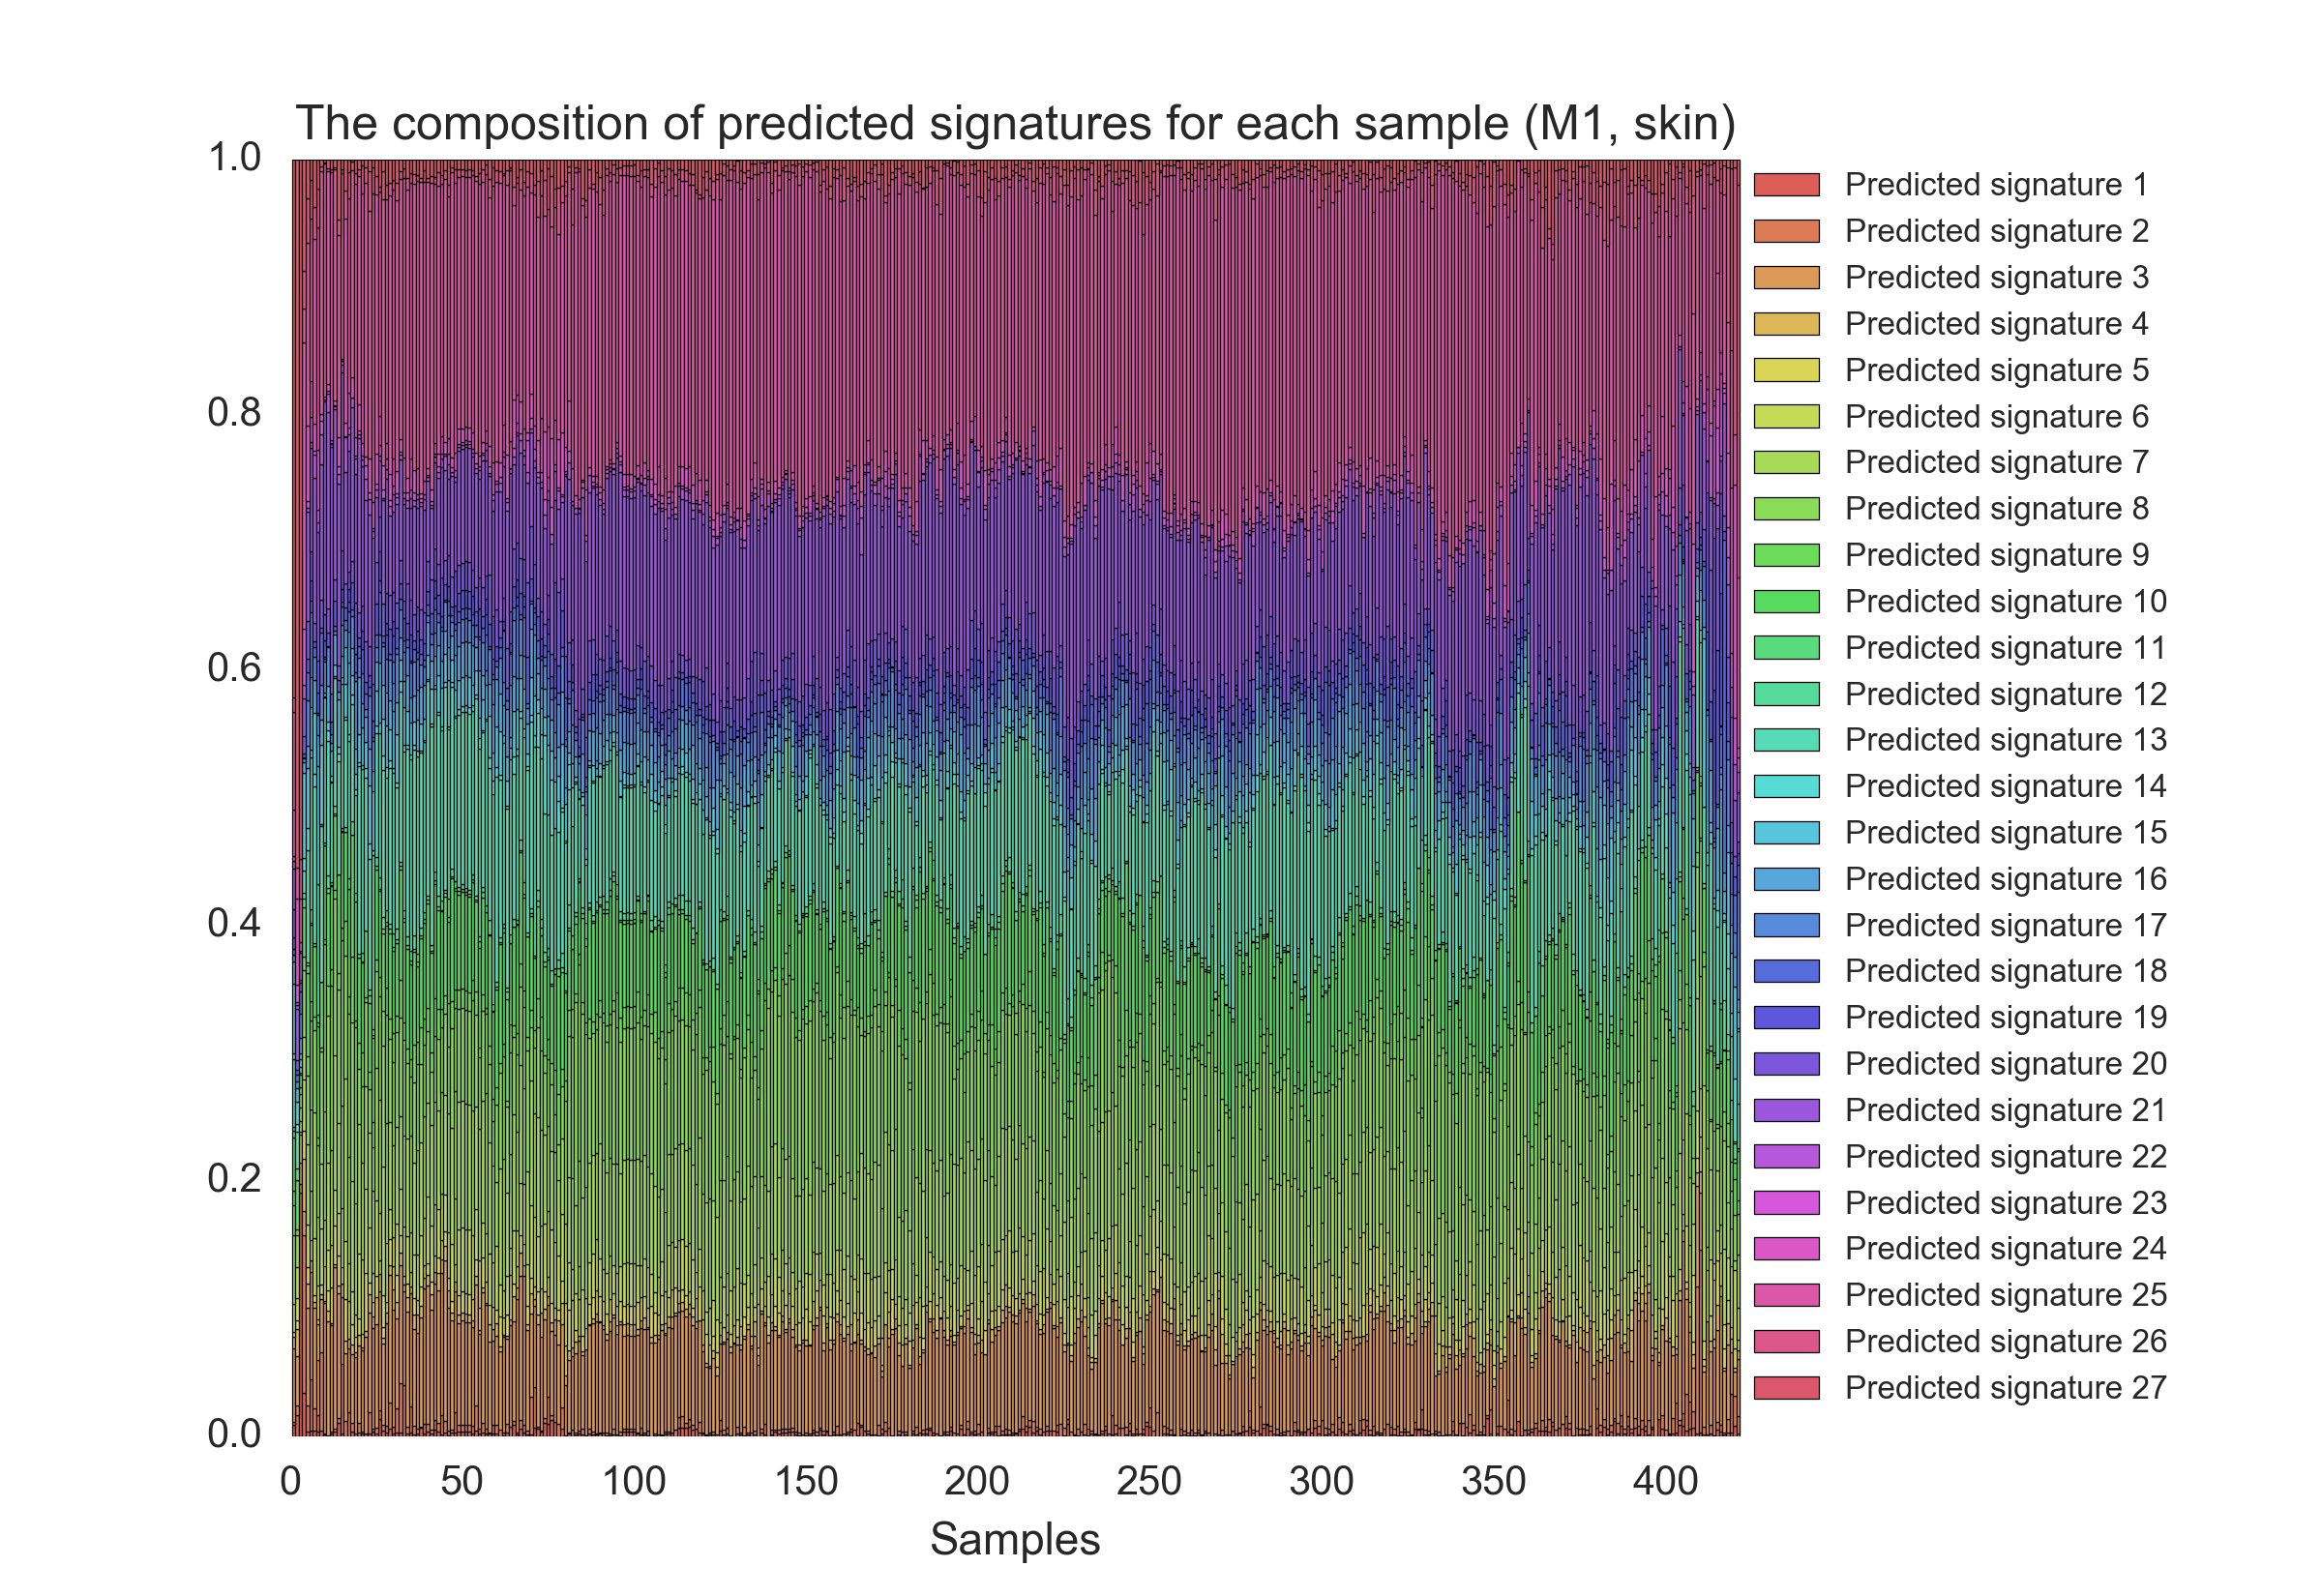 The composition of predicted signatures for each sample (M1, skin)
1.0
0.8
0.6
0.4
0.2
0.0
0 50 100 150 200 250 300 350 400
Samples
Predicted signature 1
Predicted signature 2
Predicted signature 3
Predicted signature 4
Predicted signature 5
Predicted signature 6
Predicted signature 7
Predicted signature 8
Predicted signature 9
Predicted signature 10
Predicted signature 11
Predicted signature 12
Predicted signature 13
Predicted signature 14
Predicted signature 15
Predicted signature 16
Predicted signature 17
Predicted signature 18
Predicted signature 19
Predicted signature 20
Predicted signature 21
Predicted signature 22
Predicted signature 23
Predicted signature 24
Predicted signature 25
Predicted signature 26
Predicted signature 27